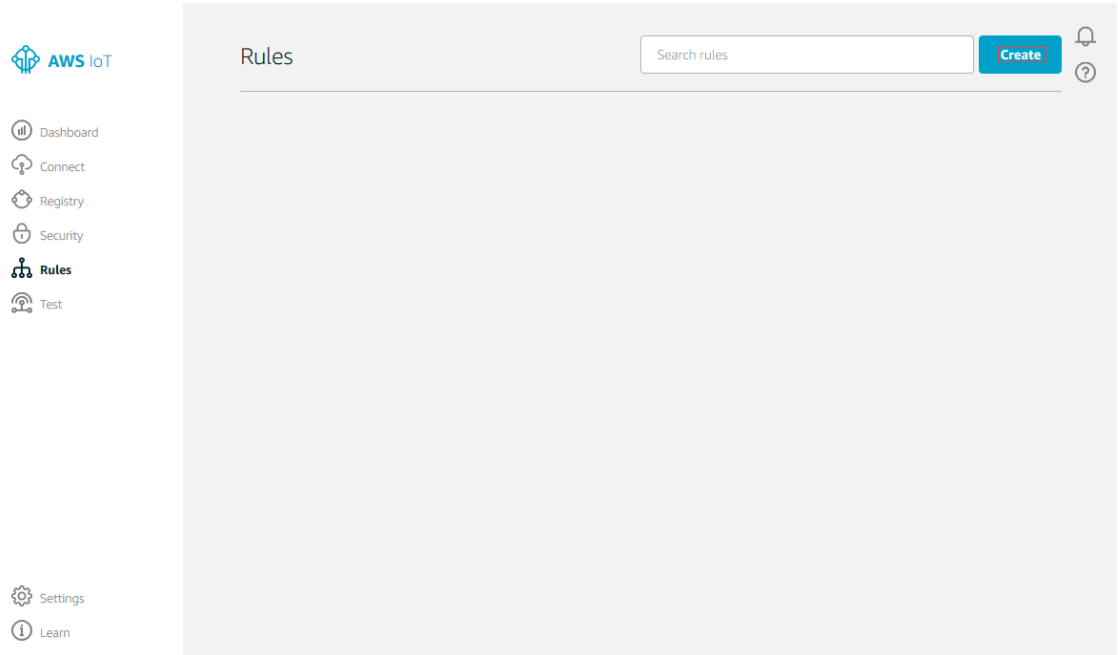 AWS IoT
Dashboard
Connect
Registry
Security
Rules
Test
Settings
Learn
Rules
Search rules
Create